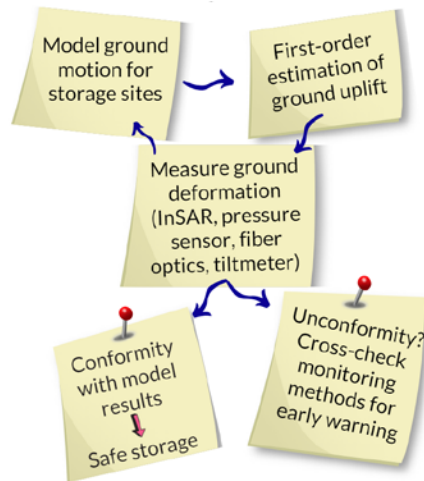 Model ground
motion for
storage sites
First-order
estimation of
ground uplift
Measure ground
deformation
(InSAR, pressure
sensor, fiber
optics, tiltmeter)
Conformity
with model
results
Safe storage
Unconformity?
Cross-check
monitoring
methods for
early warning